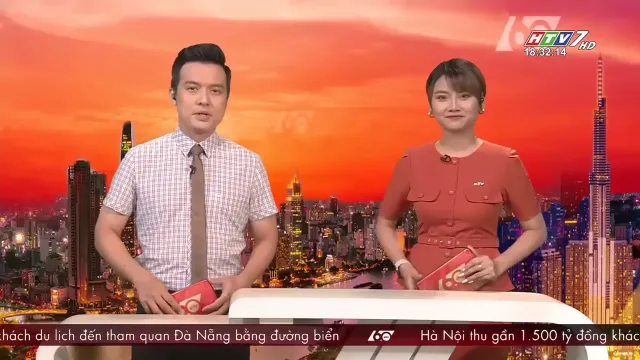 HTV7 HD
18:32:14
khách du lịch đến tham quan Đà Nẵng bằng đường biển 60 Hà Nội thu gần 1.500 tỷ đồng khác